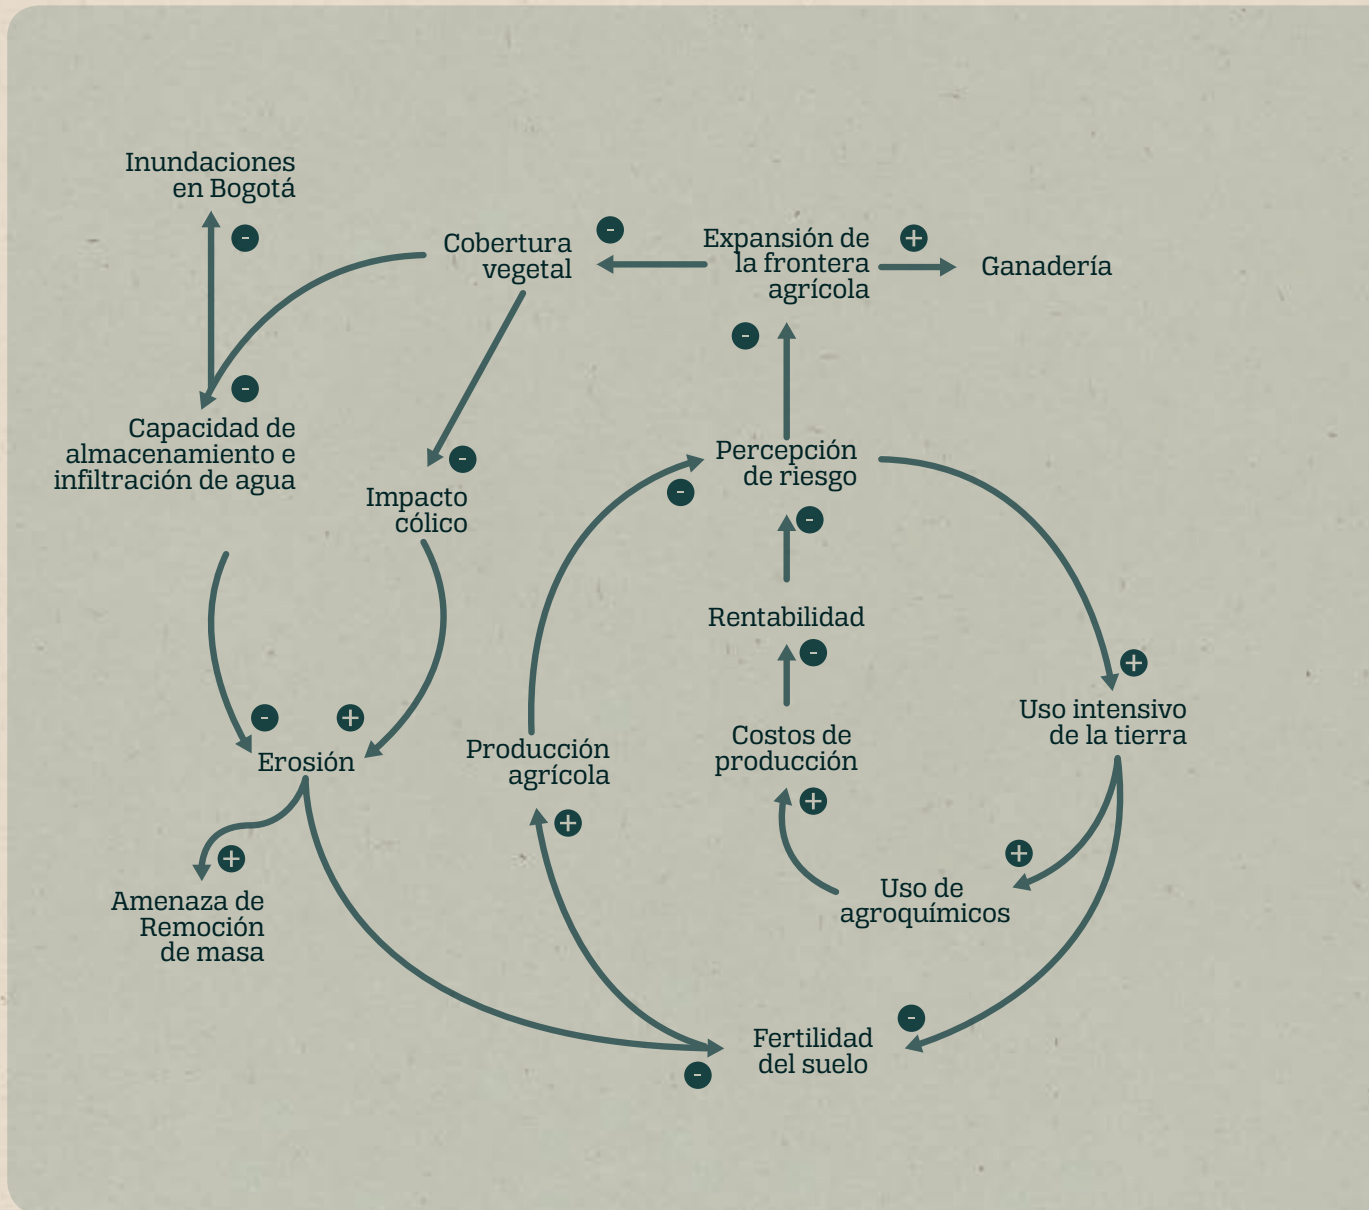 Inundaciones
en Bogotá
-
Cobertura
vegetal
-
Expansión de
la frontera
agrícola
+
Ganadería
-
-
Capacidad de
almacenamiento e
infiltración de agua
-
Impacto
cólico
Percepción
de riesgo
-
-
Rentabilidad
-
+
Uso intensivo
de la tierra
-
+
Erosión
Producción
agrícola
Costos de
producción
+
+
+
+
Amenaza de
Remoción
de masa
Uso de
agroquímicos
-
Fertilidad
del suelo
-